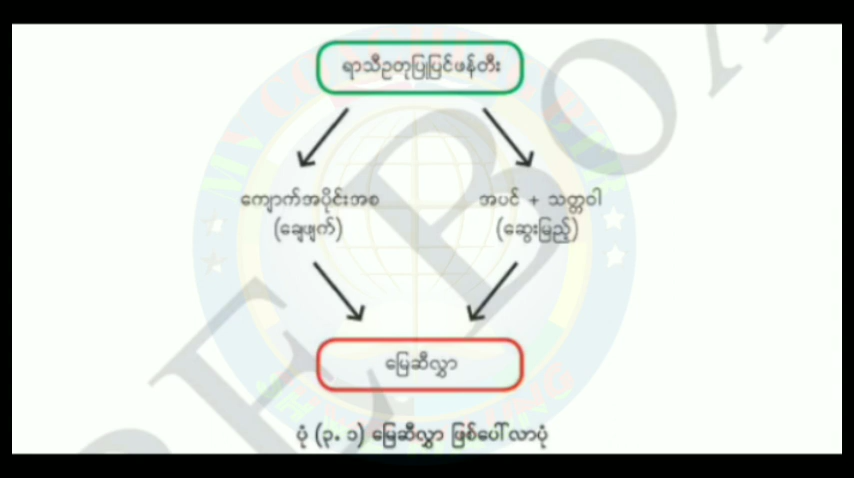 ရာသီဥတုပြုပြင်ဖန်တီး
ကျောက်အပိုင်းအစ
(ချေဖျက်)
အပင် + သတ္တဝါ
(ဆွေးမြည့်)
မြေဆီလွှာ
ပုံ (၃.၁) မြေဆီလွှာ ဖြစ်ပေါ်လာပုံ